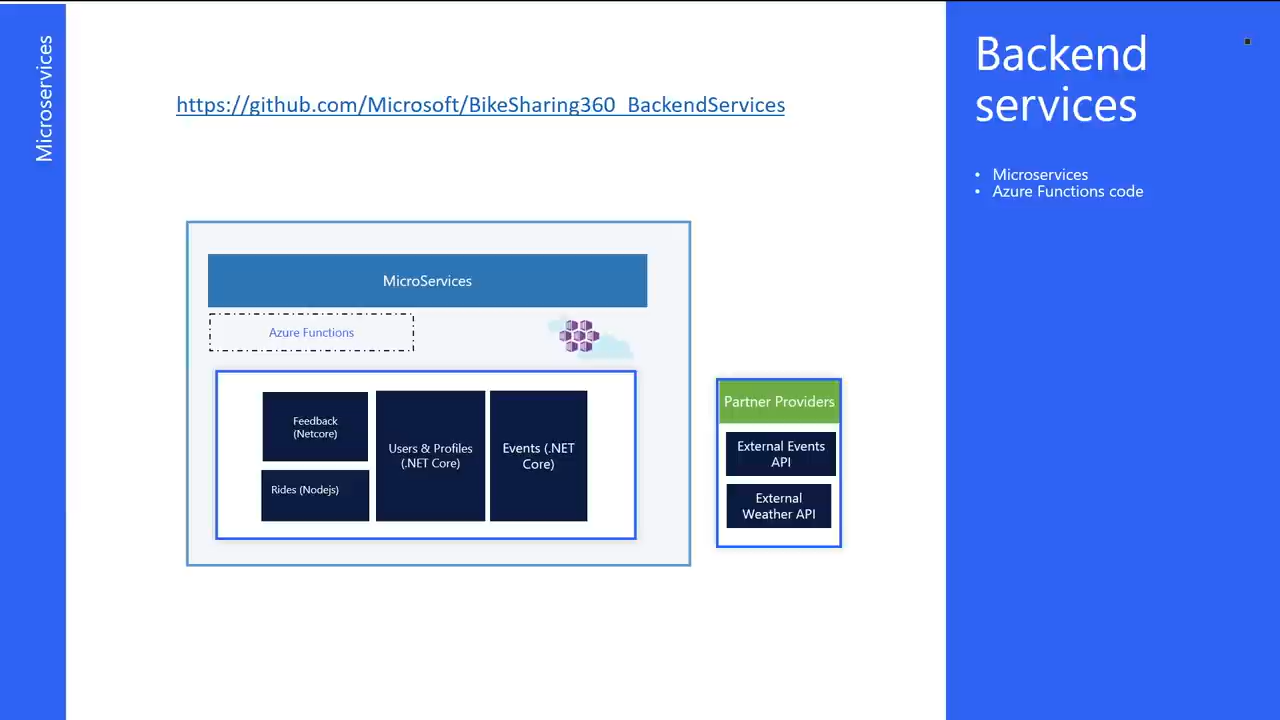 Microservices
https://github.com/Microsoft/BikeSharing360_BackendServices
MicroServices
Azure Functions
Feedback
(Netcore)
Rides (Nodejs)
Users & Profiles
(.NET Core)
Events (.NET
Core)
Partner Providers
External Events
API
External
Weather API
Backend
services
• Microservices
• Azure Functions code